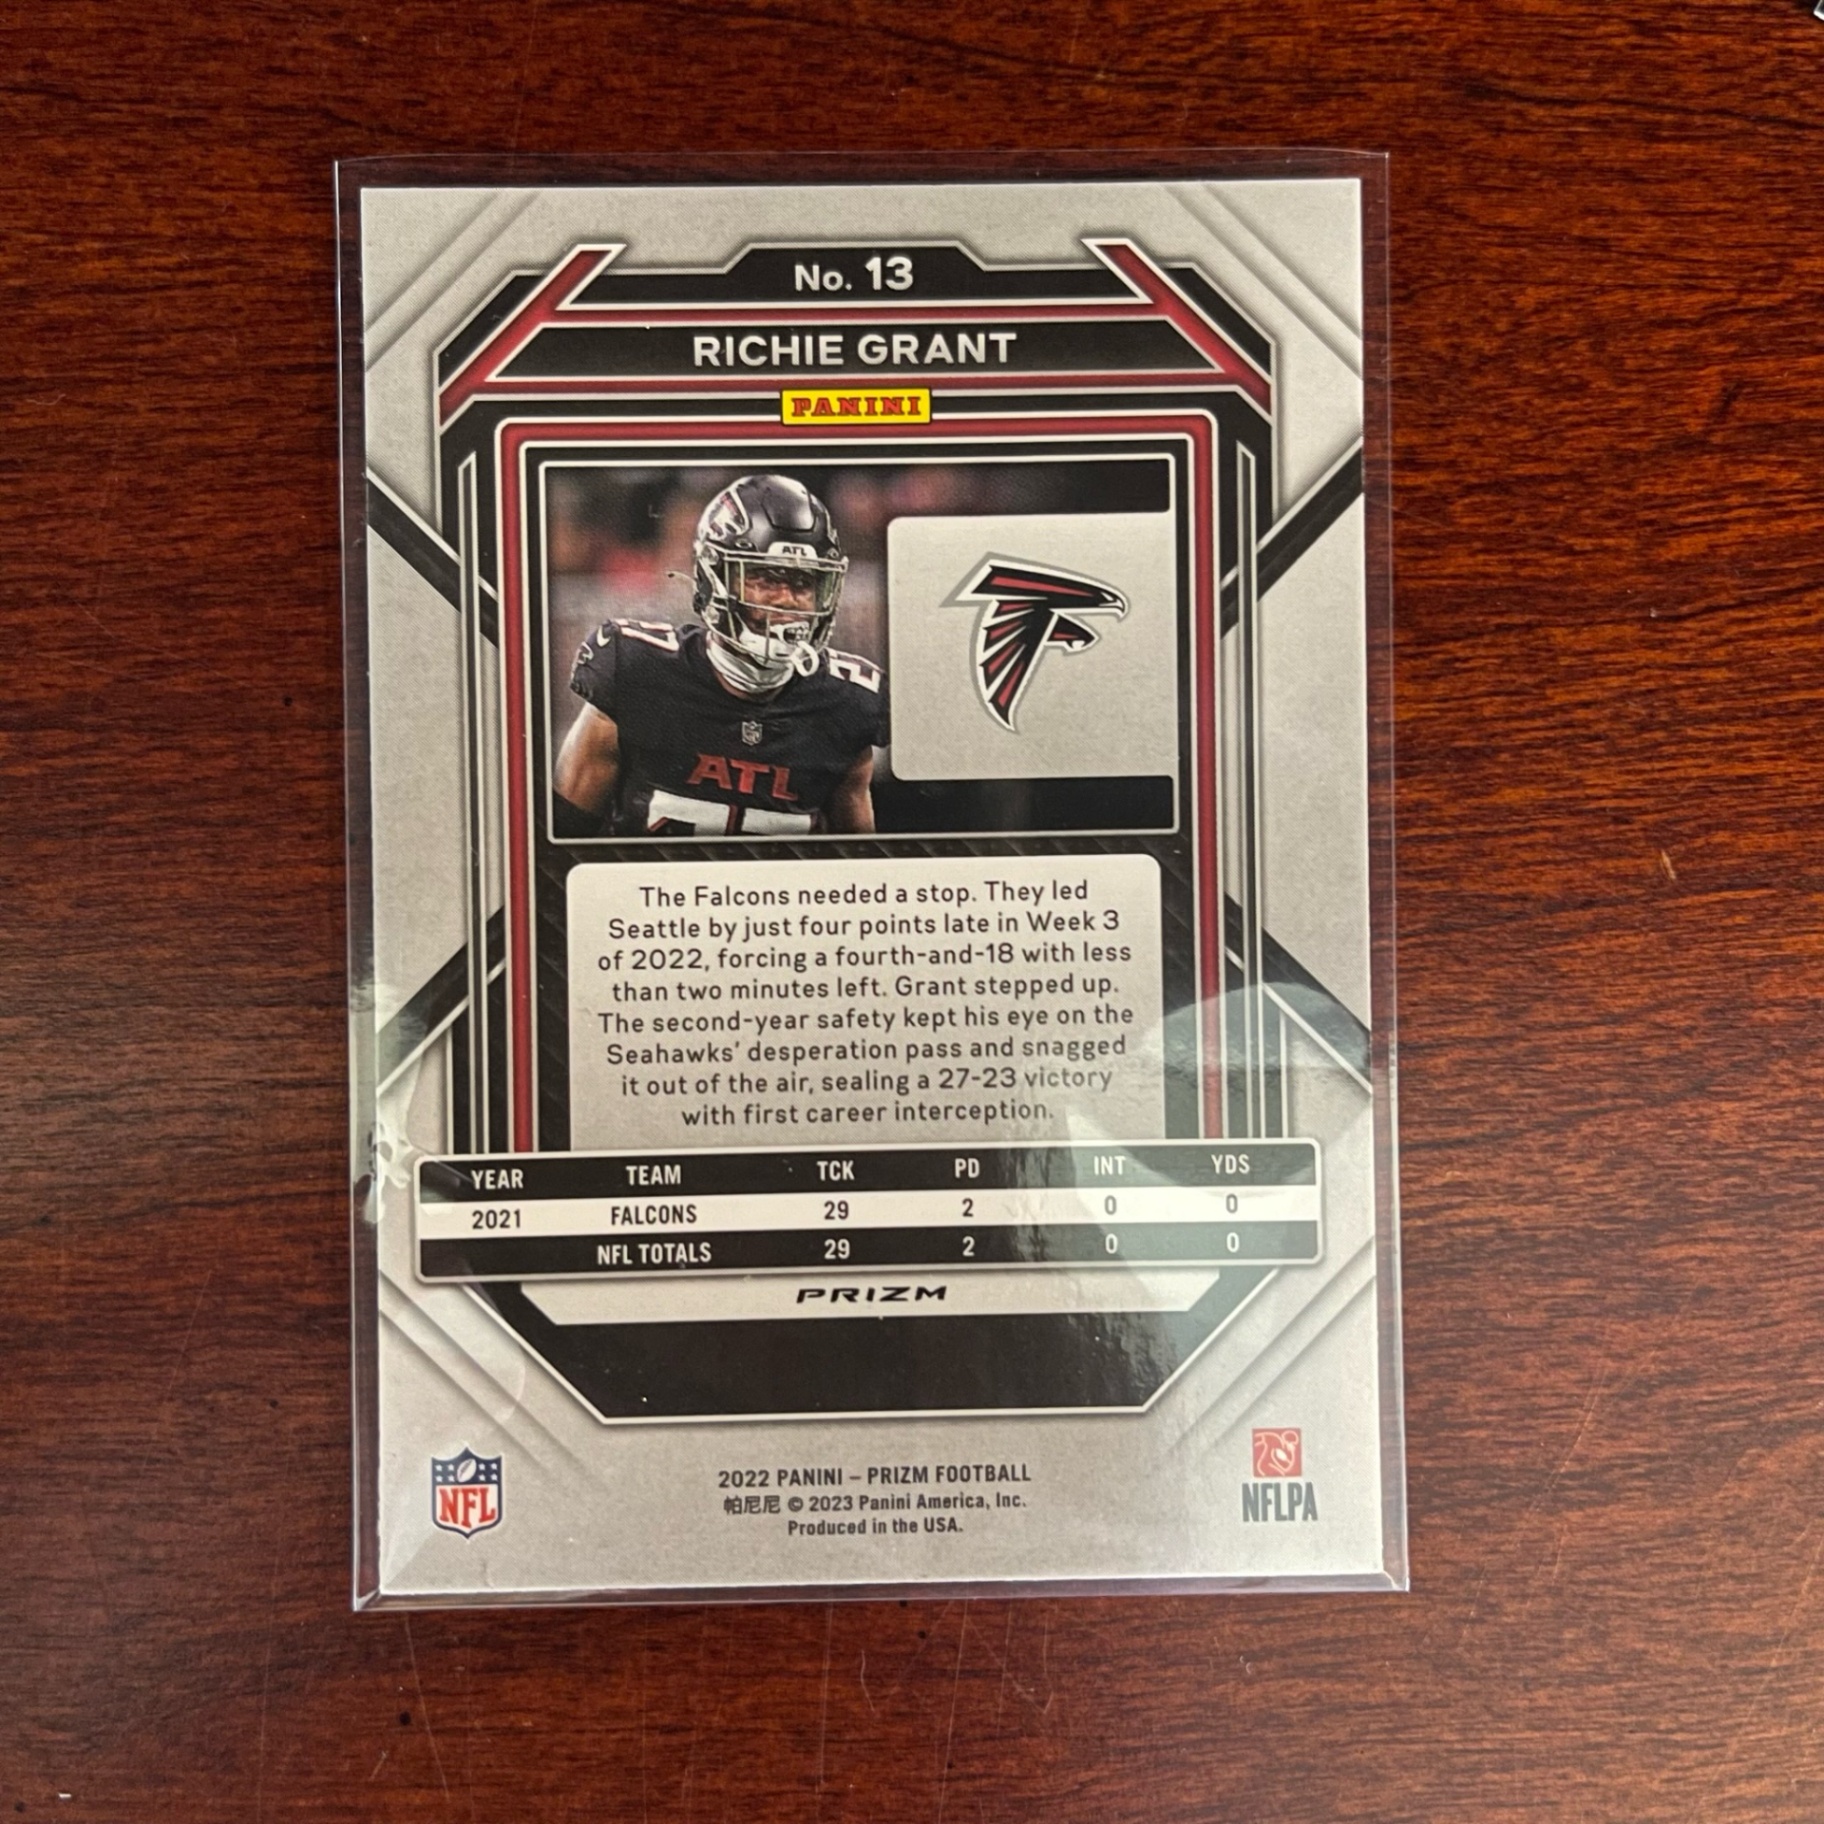 No. 13
RICHIE GRANT
PANINI
ATL
27
27
ATL
The Falcons needed a stop. They led
Seattle by just four points late in Week 3
of 2022, forcing a fourth-and-18 with less
than two minutes left. Grant stepped up.
The second-year safety kept his eye on the
Seahawks' desperation pass and snagged
it out of the air, sealing a 27-23 victory
with first career interception.
YEAR TEAM TCK PD INT YDS
2021 FALCONS 29 2 0 0
NFL TOTALS 29 2 0 0
PRIZM
NFL
2022 PANINI – PRIZM FOOTBALL
帕尼尼 © 2023 Panini America, Inc.
Produced in the USA.
NFLPA